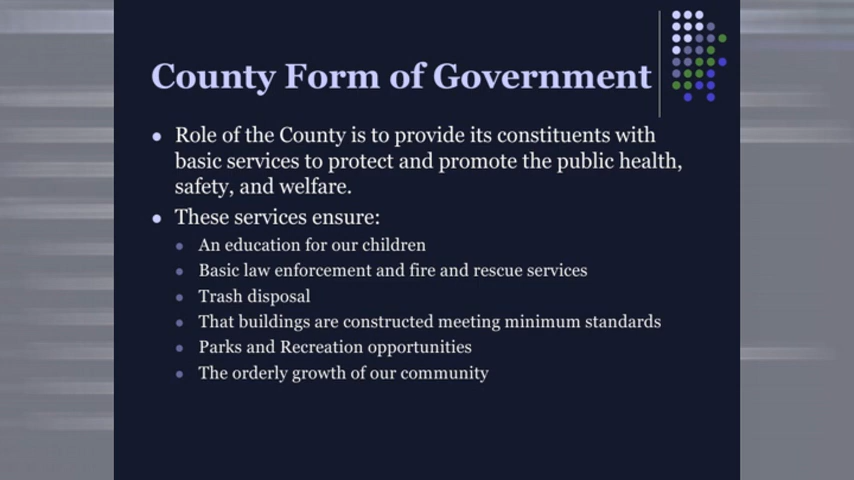 County Form of Government
Role of the County is to provide its constituents with
basic services to protect and promote the public health,
safety, and welfare.
These services ensure:
An education for our children
Basic law enforcement and fire and rescue services
Trash disposal
That buildings are constructed meeting minimum standards
Parks and Recreation opportunities
The orderly growth of our community